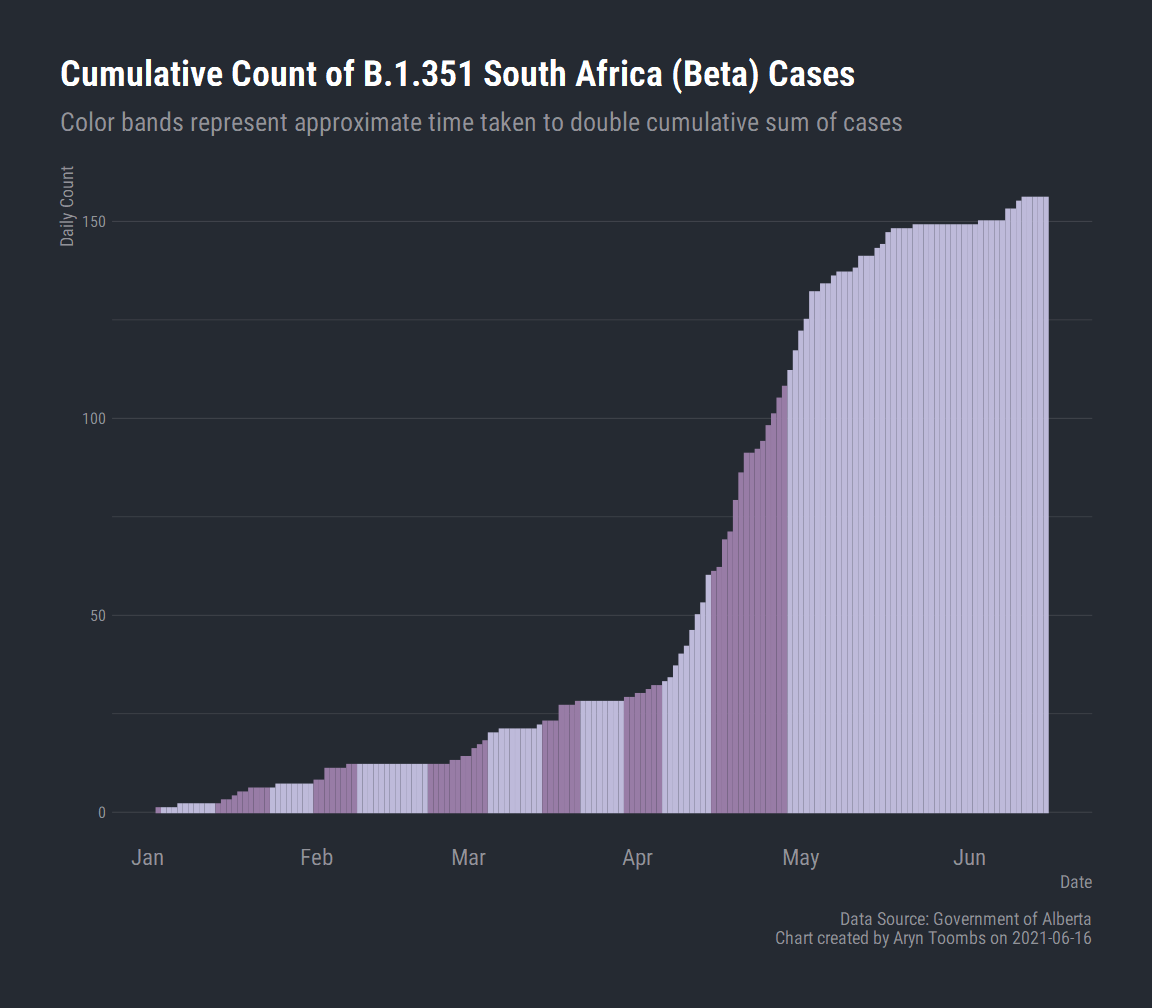 Cumulative Count of B.1.351 South Africa (Beta) Cases
Color bands represent approximate time taken to double cumulative sum of cases
Daily Count
150
100
50
0
Jan Feb Mar Apr May Jun
Date
Data Source: Government of Alberta
Chart created by Aryn Toombs on 2021-06-16